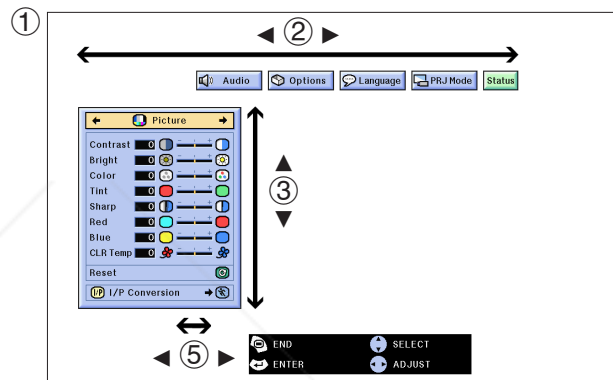 ①
◀ ② ▶
Audio Options Language PRJ Mode Status
Picture
Contrast 0
Bright 0
Color 0
Tint 0
Sharp 0
Red 0
Blue 0
CLR Temp 0
Reset
I/P I/P Conversion
▲
③
▼
◀ ⑤ ▶
END SELECT
ENTER ADJUST